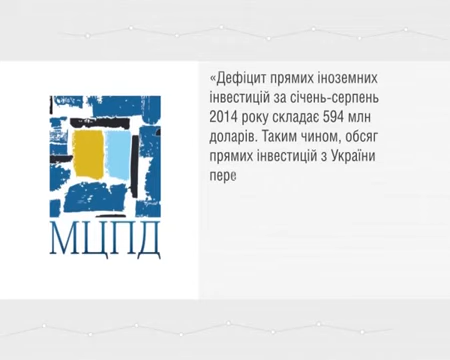 «Дефіцит прямих іноземних
інвестицій за січень-серпень
2014 року складає 594 млн
доларів. Таким чином, обсяг
прямих інвестицій з України
пере
МЦПД